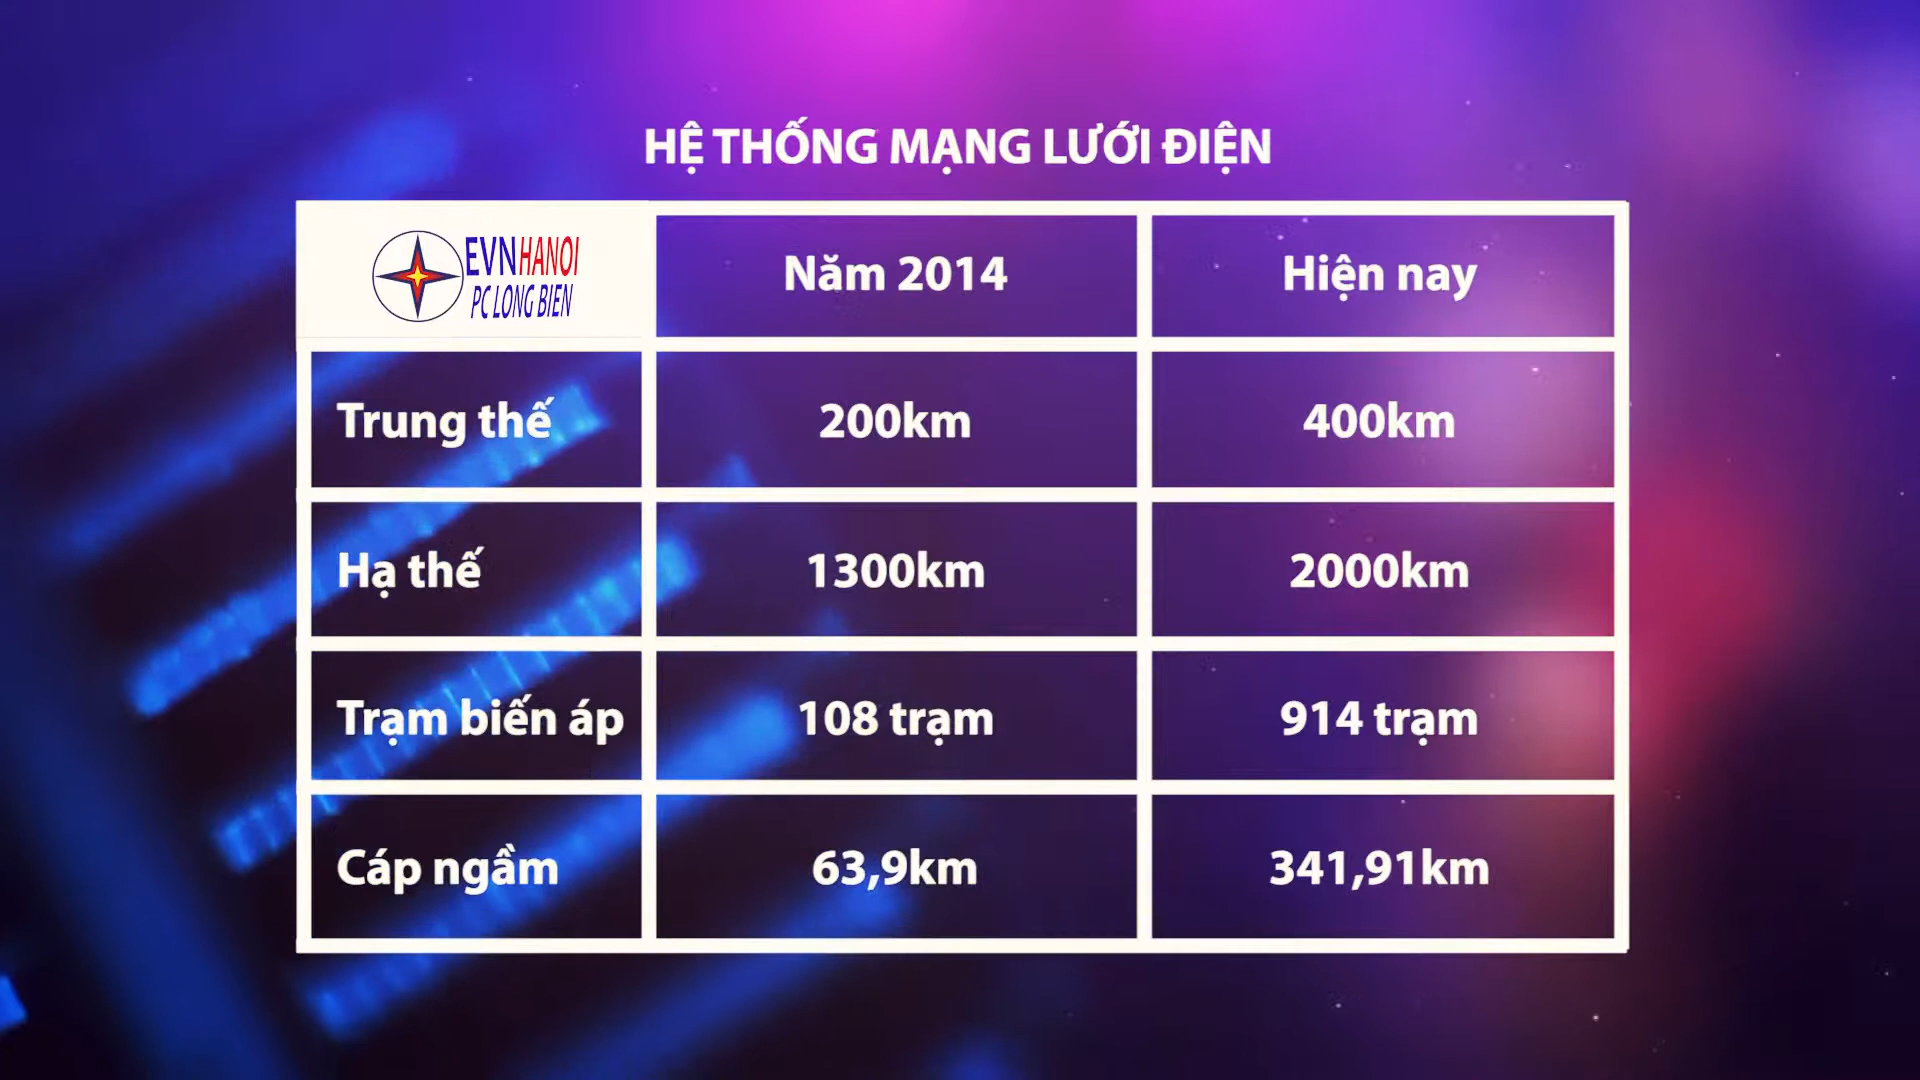 HỆ THỐNG MẠNG LƯỚI ĐIỆN
EVNHANOI
PC LONG BIEN
Năm 2014
Hiện nay
Trung thế
200km
400km
Hạ thế
1300km
2000km
Trạm biến áp
108 trạm
914 trạm
Cáp ngầm
63,9km
341,91km